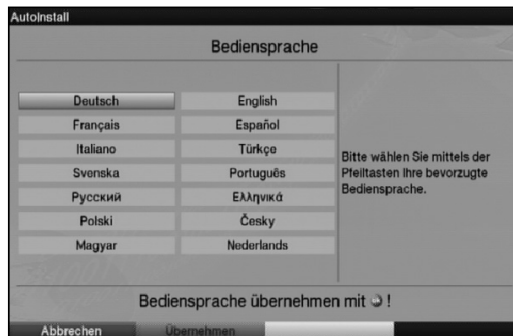 AutoInstall
Bediensprache
Deutsch English
Français Español
Italiano Türkçe
Svenska Português
Русский Ελληνικά
Polski Česky
Magyar Nederlands
Bitte wählen Sie mittels der
Pfeiltasten Ihre bevorzugte
Bediensprache.
Bediensprache übernehmen mit !
Abbrechen Übernehmen